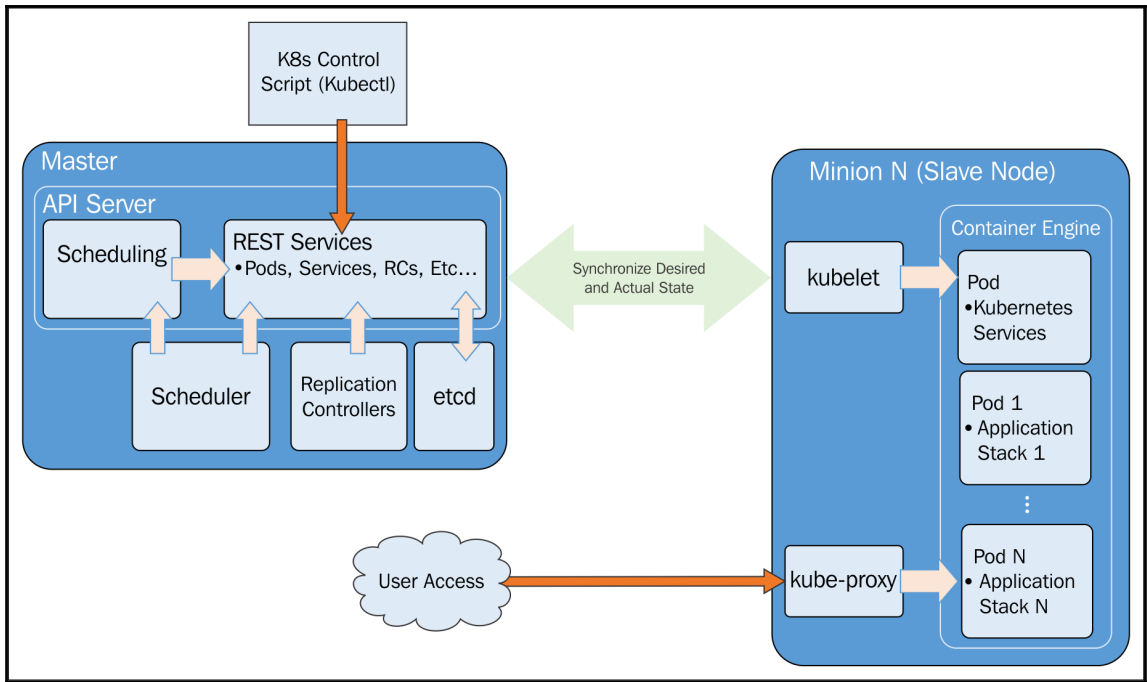 K8s Control
Script (Kubectl)
Master
API Server
Scheduling
REST Services
•Pods, Services, RCs, Etc...
Scheduler
Replication
Controllers
etcd
Synchronize Desired
and Actual State
Minion N (Slave Node)
Container Engine
kubelet
Pod
•Kubernetes
Services
Pod 1
• Application
Stack 1
⋮
User Access
kube-proxy
Pod N
• Application
Stack N